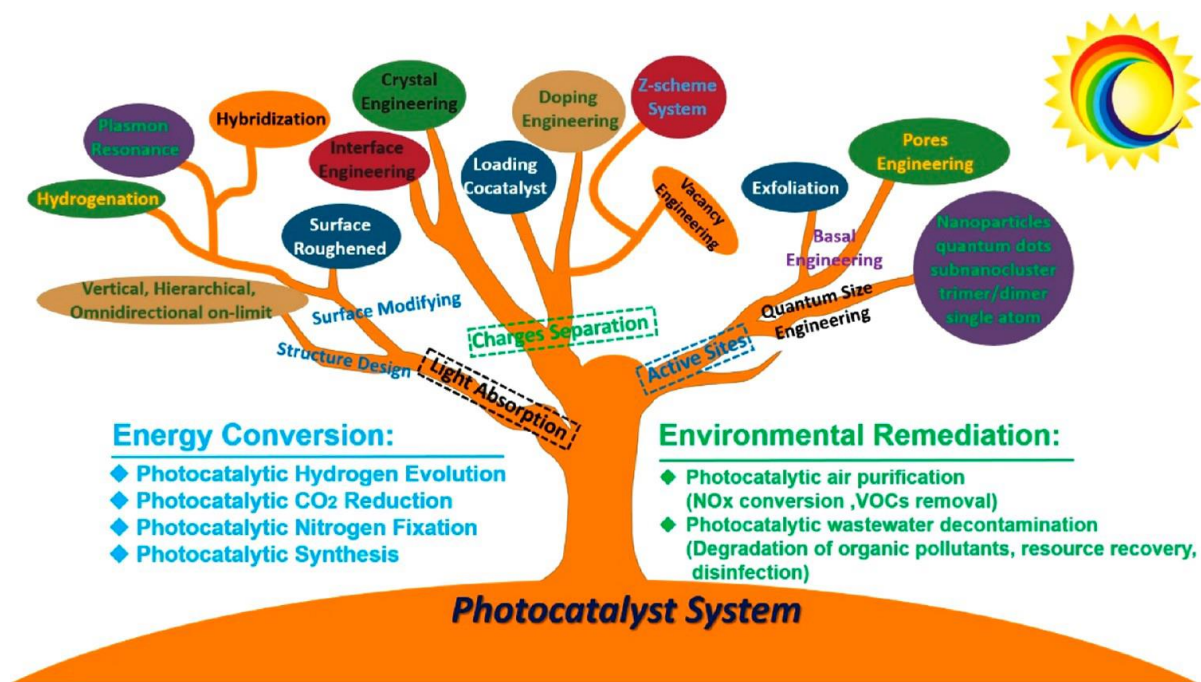 Plasmon
Resonance
Hybridization
Hydrogenation
Surface
Roughened
Vertical, Hierarchical,
Omnidirectional on-limit
Surface Modifying
Structure Design
Light Absorption
Crystal
Engineering
Interface
Engineering
Loading
Cocatalyst
Doping
Engineering
Z-scheme
System
Vacancy
Engineering
Charges Separation
Exfoliation
Pores
Engineering
Basal
Engineering
Nanoparticles
quantum dots
subnanocluster
trimer/dimer
single atom
Quantum Size
Engineering
Active Sites
Energy Conversion:
◆ Photocatalytic Hydrogen Evolution
◆ Photocatalytic CO2 Reduction
◆ Photocatalytic Nitrogen Fixation
◆ Photocatalytic Synthesis
Environmental Remediation:
◆ Photocatalytic air purification
(NOx conversion ,VOCs removal)
◆ Photocatalytic wastewater decontamination
(Degradation of organic pollutants, resource recovery,
disinfection)
Photocatalyst System